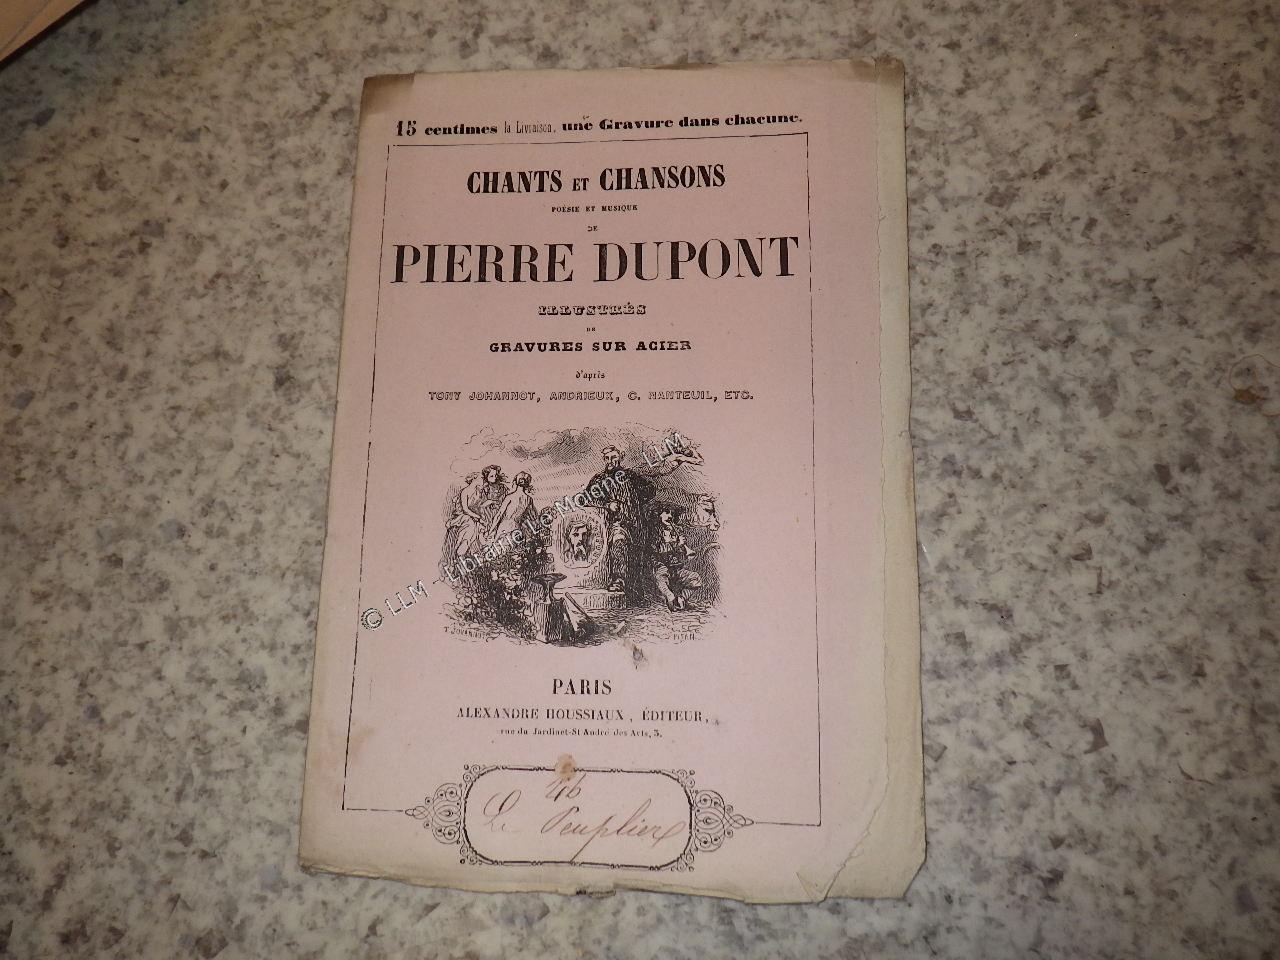 15 centimes la Livraison, une Gravure dans chacune.
CHANTS ET CHANSONS
POÉSIE ET MUSIQUE
DE
PIERRE DUPONT
ILLUSTRÉS
DE
GRAVURES SUR ACIER
d'après
TONY JOHANNOT, ANDRIEUX, C. NANTEUIL, ETC.
© LLM - Librairie Le Moigne - LLM
T. JOHANNOT
PARIS
ALEXANDRE HOUSSIAUX, ÉDITEUR,
rue du Jardinet-St André des Arts, 3.
46
Le Peuplier